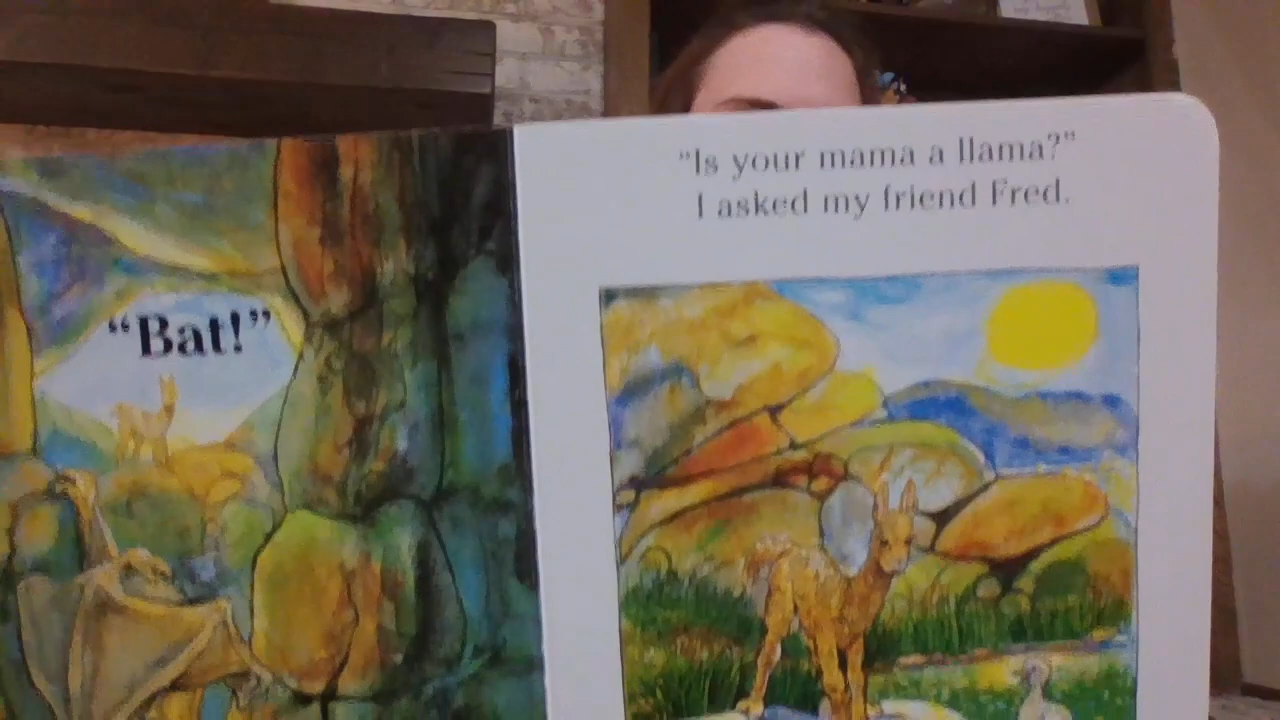 “Bat!”
“Is your mama a llama?”
I asked my friend Fred.